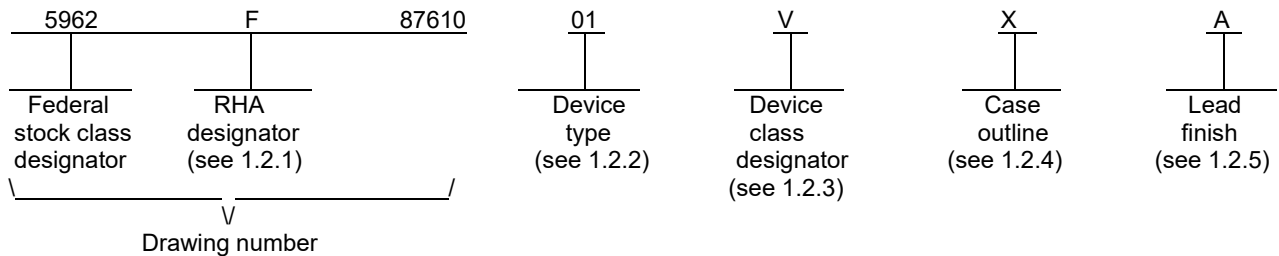 5962 F 87610 01 V X A
Federal RHA Device Device Case Lead
stock class designator type class outline finish
designator (see 1.2.1) (see 1.2.2) designator (see 1.2.4) (see 1.2.5)
(see 1.2.3)
Drawing number